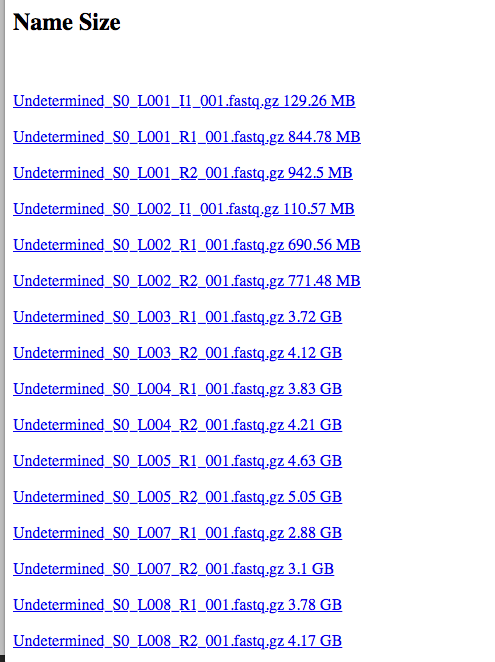 Name Size
Undetermined_S0_L001_I1_001.fastq.gz 129.26 MB
Undetermined_S0_L001_R1_001.fastq.gz 844.78 MB
Undetermined_S0_L001_R2_001.fastq.gz 942.5 MB
Undetermined_S0_L002_I1_001.fastq.gz 110.57 MB
Undetermined_S0_L002_R1_001.fastq.gz 690.56 MB
Undetermined_S0_L002_R2_001.fastq.gz 771.48 MB
Undetermined_S0_L003_R1_001.fastq.gz 3.72 GB
Undetermined_S0_L003_R2_001.fastq.gz 4.12 GB
Undetermined_S0_L004_R1_001.fastq.gz 3.83 GB
Undetermined_S0_L004_R2_001.fastq.gz 4.21 GB
Undetermined_S0_L005_R1_001.fastq.gz 4.63 GB
Undetermined_S0_L005_R2_001.fastq.gz 5.05 GB
Undetermined_S0_L007_R1_001.fastq.gz 2.88 GB
Undetermined_S0_L007_R2_001.fastq.gz 3.1 GB
Undetermined_S0_L008_R1_001.fastq.gz 3.78 GB
Undetermined_S0_L008_R2_001.fastq.gz 4.17 GB